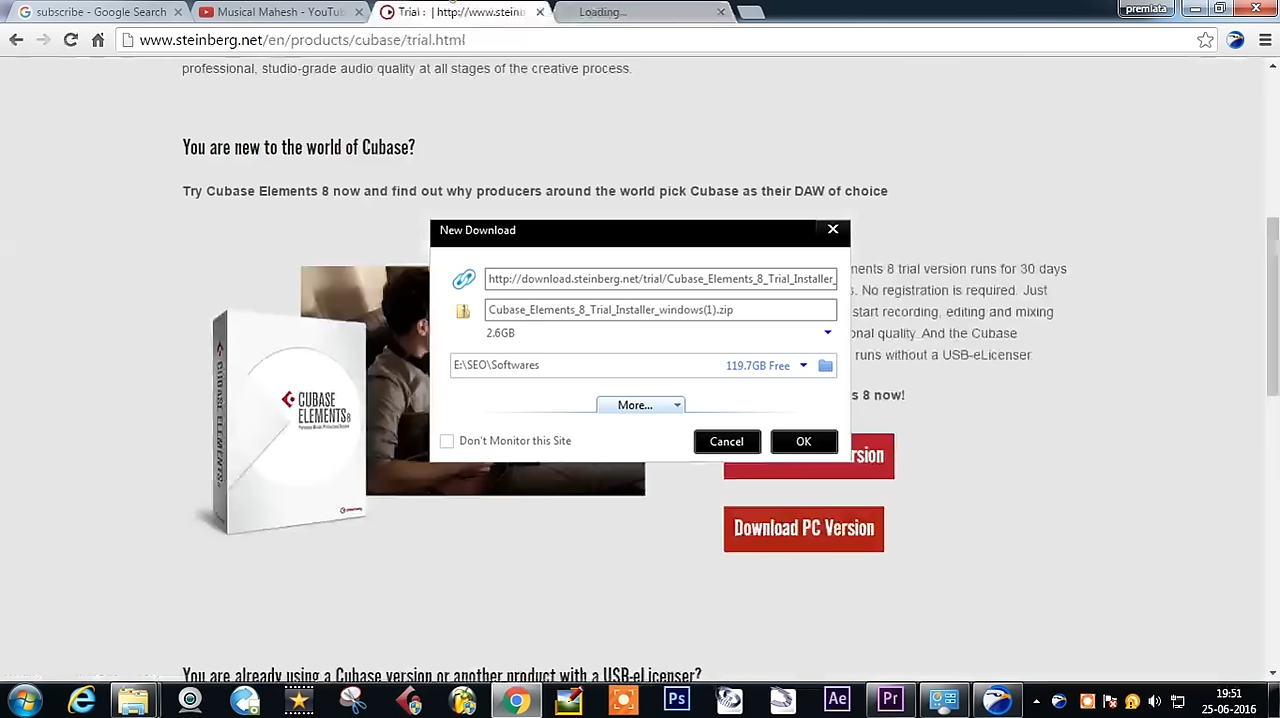 subscribe - Google Search
Musical Mahesh - YouTu
Trial : | http://www.steinb
Loading...
premlata
www.steinberg.net/en/products/cubase/trial.html
professional, studio-grade audio quality at all stages of the creative process.
You are new to the world of Cubase?
Try Cubase Elements 8 now and find out why producers around the world pick Cubase as their DAW of choice
New Download
http://download.steinberg.net/trial/Cubase_Elements_8_Trial_Installer_
Cubase_Elements_8_Trial_Installer_windows(1).zip
2.6GB
E:\SEO\Softwares
119.7GB Free
More...
Don't Monitor this Site
Cancel
OK
ments 8 trial version runs for 30 days
s. No registration is required. Just
start recording, editing and mixing
onal quality. And the Cubase
runs without a USB-eLicenser.
s 8 now!
CUBASE
ELEMENTS 8
CUBASE ELEMENTS 8
steinberg
rsion
Download PC Version
You are already using a Cubase version or another product with a USB-eLicenser?
Ps
Ae
Pr
19:51
25-06-2016